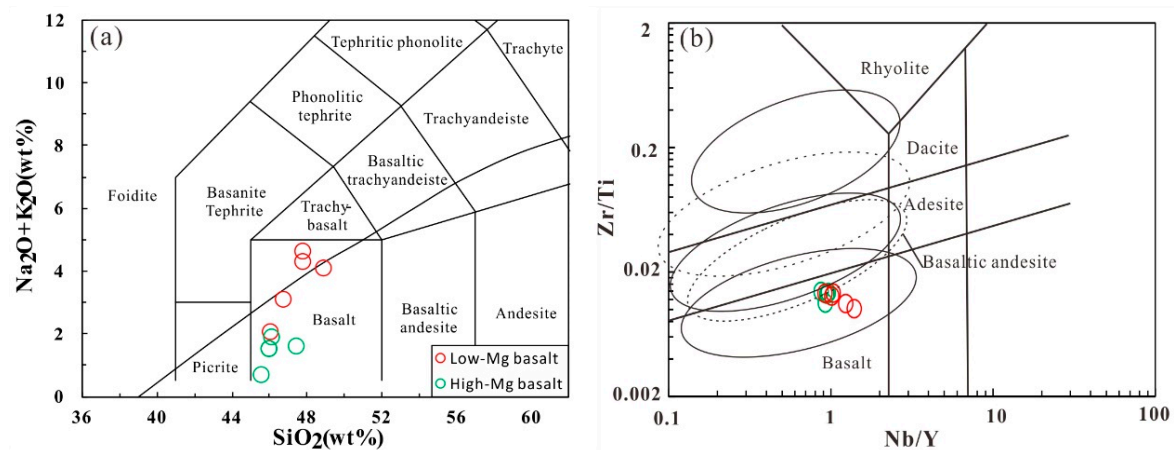 (a)
Tephritic phonolite
Trachyte
Phonolitic
tephrite
Trachyandeiste
Foidite
Basanite
Tephrite
Basaltic
trachyandeiste
Trachy-
basalt
Basalt
Basaltic
andesite
Andesite
Picrite
Low-Mg basalt
High-Mg basalt
12
10
8
6
4
2
0
Na2O+K2O(wt%)
36
40
44
48
52
56
60
SiO2(wt%)
(b)
Rhyolite
Dacite
Adesite
Basaltic andesite
Basalt
2
0.2
0.02
0.002
Zr/Ti
0.1
1
10
100
Nb/Y